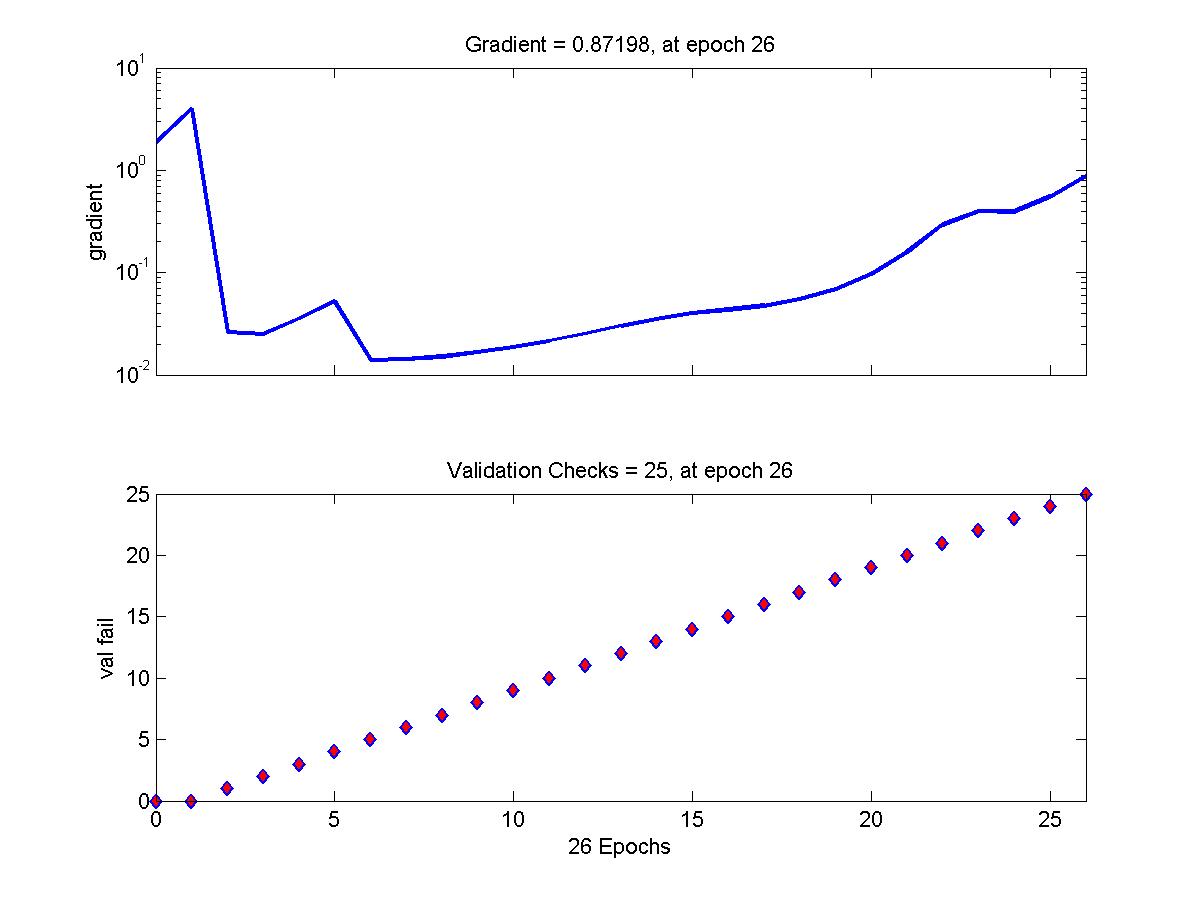 Gradient = 0.87198, at epoch 26
10^1
10^0
10^-1
10^-2
gradient
Validation Checks = 25, at epoch 26
25
20
15
10
5
0
val fail
0 5 10 15 20 25
26 Epochs